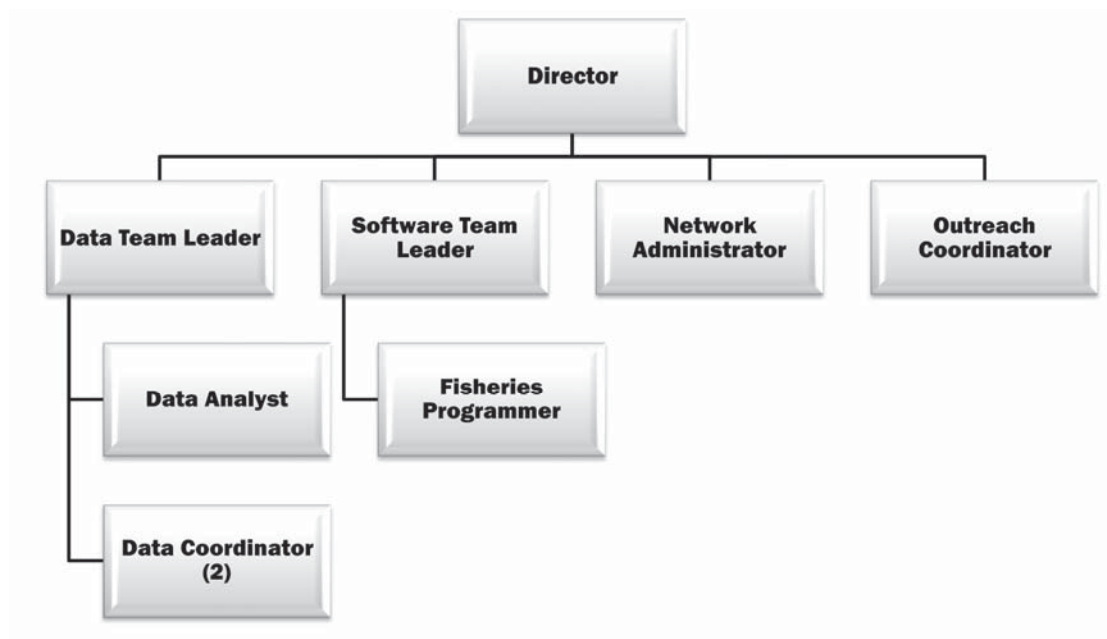 Director
Data Team Leader
Software Team
Leader
Network
Administrator
Outreach
Coordinator
Data Analyst
Fisheries
Programmer
Data Coordinator
(2)